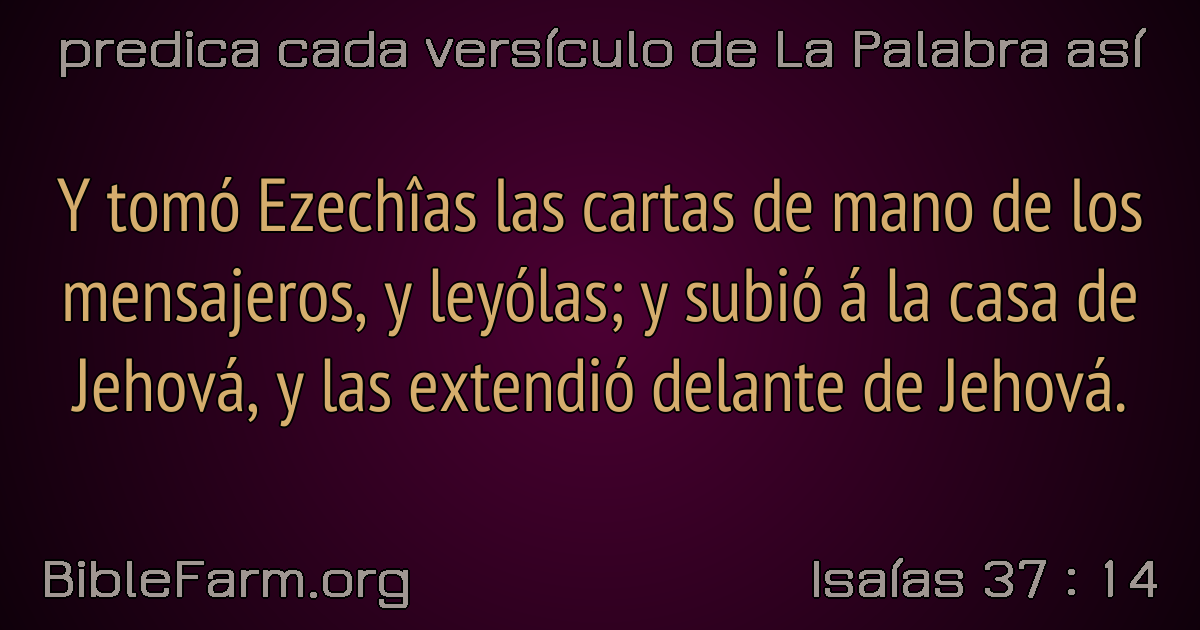 predica cada versículo de La Palabra así
Y tomó Ezechîas las cartas de mano de los
mensajeros, y leyólas; y subió á la casa de
Jehová, y las extendió delante de Jehová.
BibleFarm.org
Isaías 37 : 14